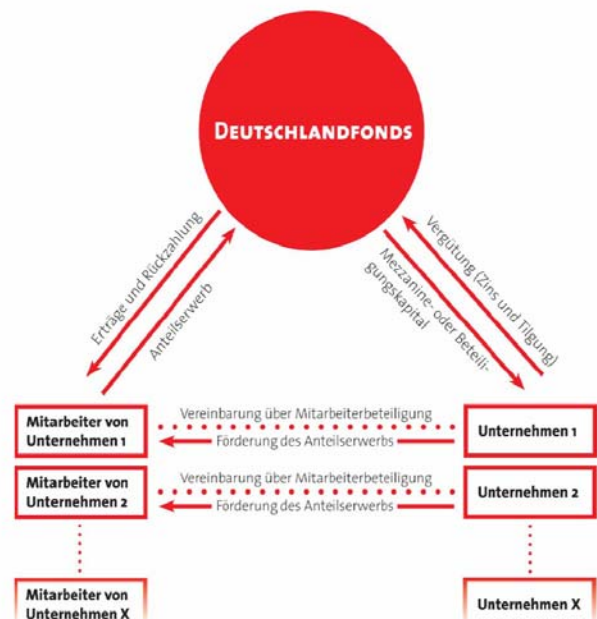 DEUTSCHLANDFONDS
Erträge und Rückzahlung
Anteilserwerb
Mezzanine- oder Beteili-
gungskapital
Vergütung (Zins und Tilgung)
Mitarbeiter von
Unternehmen 1
Vereinbarung über Mitarbeiterbeteiligung
Förderung des Anteilserwerbs
Unternehmen 1
Mitarbeiter von
Unternehmen 2
Vereinbarung über Mitarbeiterbeteiligung
Förderung des Anteilserwerbs
Unternehmen 2
Mitarbeiter von
Unternehmen X
Unternehmen X